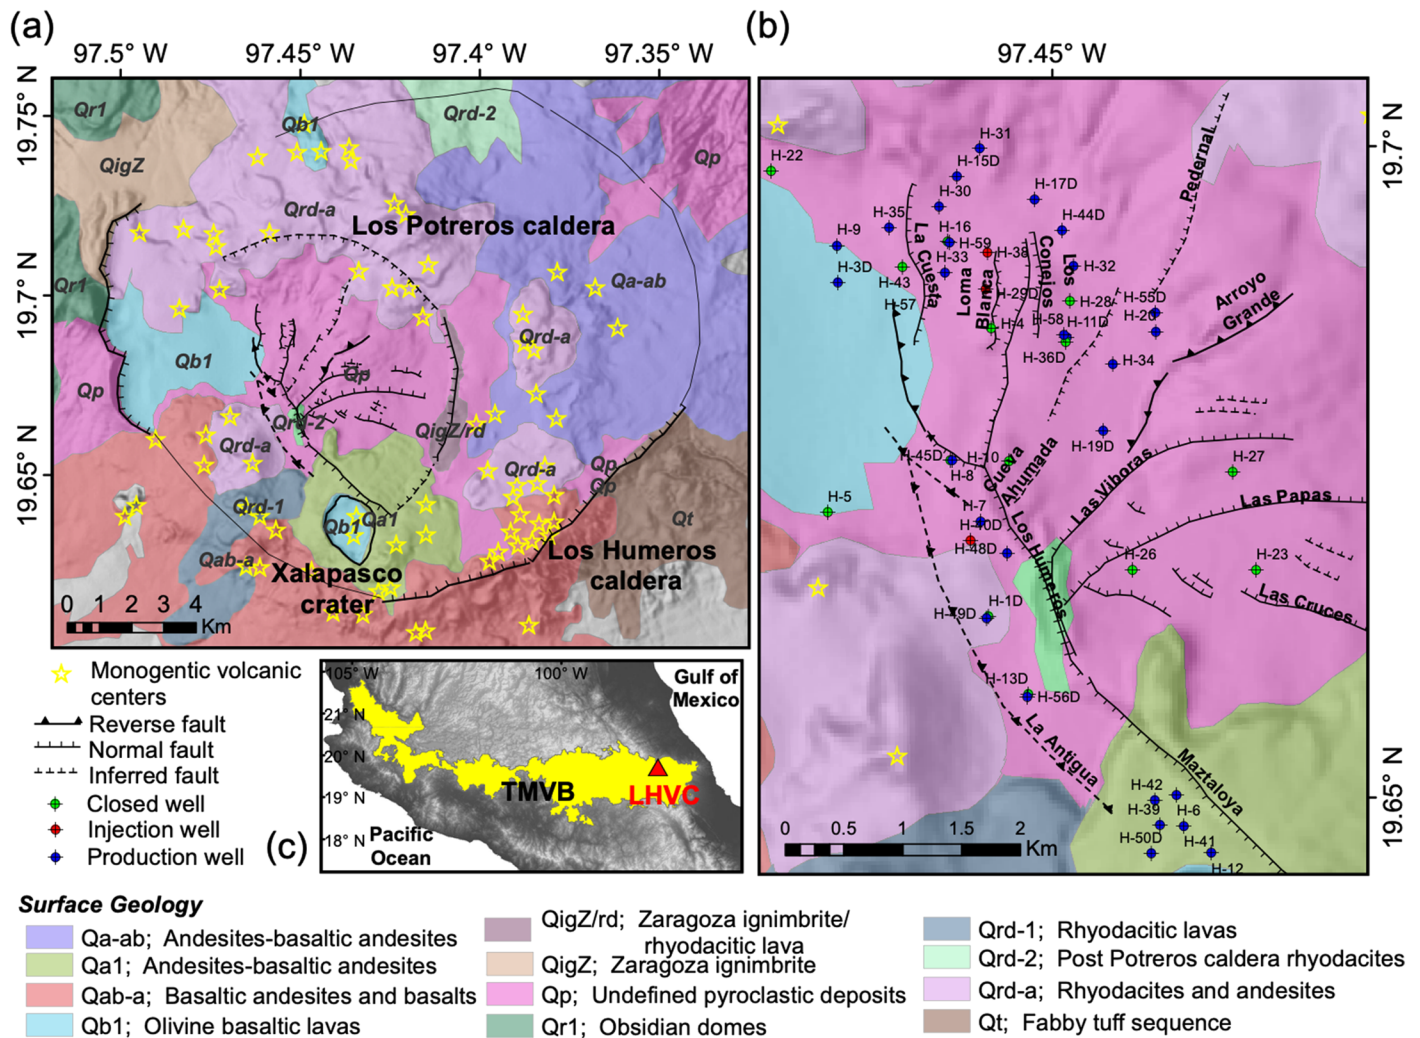 (a)
97.5° W
97.45° W
97.4° W
97.35° W
19.75° N
19.7° N
19.65° N
Qr1
Qb1
Qrd-2
QigZ
Qp
Qrd-a
Los Potreros caldera
Qr1
Qa-ab
Qrd-a
Qb1
Qp
Qp
Qrd-2
QigZ/rd
Qrd-a
Qrd-a
Qp
Qp
Qrd-1
Qb1
Qa1
Qt
Qab-a
Los Humeros
caldera
Xalapasco
crater
0 1 2 3 4
Km
Monogentic volcanic
centers
Reverse fault
Normal fault
Inferred fault
Closed well
Injection well
Production well
(c)
105° W
100° W
Gulf of
Mexico
21° N
20° N
19° N
18° N
TMVB
LHVC
Pacific
Ocean
(b)
97.45° W
19.7° N
19.65° N
H-31
H-15D
H-22
H-30
H-17D
Pedernal
H-35
H-16
H-44D
H-9
H-59
H-38
La Cuesta
Loma
Blanca
Conejos
Los
H-33
H-32
H-3D
H-43
H-29D
H-28
H-55D
H-57
H-4
H-58
H-11D
H-20
Arroyo
Grande
H-36D
H-34
H-19D
H-45D
H-10
H-8
Cueva
Ahumada
H-27
H-5
H-7
Las Viboras
Las Papas
H-40D
H-48D
Los Humeros
H-26
H-23
H-1D
H-49D
Las Cruces
H-13D
H-56D
La Antigua
Maztaloya
H-42
H-39
H-6
H-50D
H-41
H-12
0 0.5 1 1.5 2
Km
Surface Geology
Qa-ab; Andesites-basaltic andesites
Qa1; Andesites-basaltic andesites
Qab-a; Basaltic andesites and basalts
Qb1; Olivine basaltic lavas
QigZ/rd; Zaragoza ignimbrite/
rhyodacitic lava
QigZ; Zaragoza ignimbrite
Qp; Undefined pyroclastic deposits
Qr1; Obsidian domes
Qrd-1; Rhyodacitic lavas
Qrd-2; Post Potreros caldera rhyodacites
Qrd-a; Rhyodacites and andesites
Qt; Fabby tuff sequence